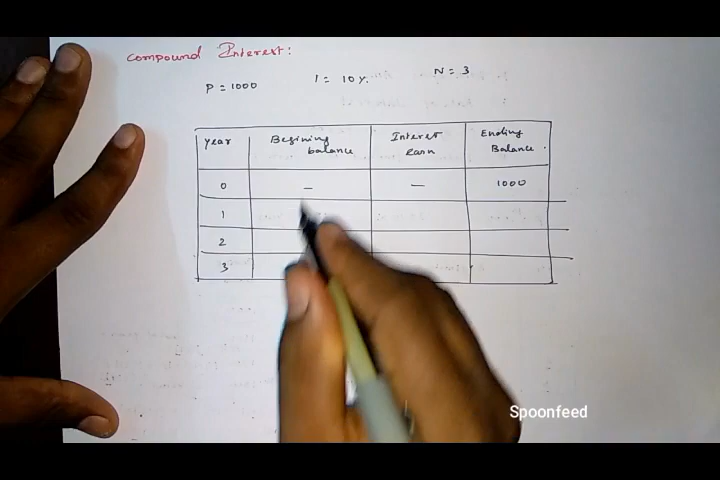 Compound Interest:
P = 1000 I = 10%. N = 3
year Begining balance Interest earn Ending Balance.
0 — — 1000
1
2
3
Spoonfeed